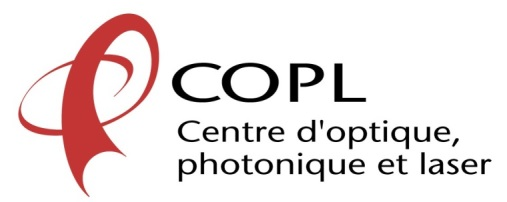 COPL
Centre d'optique,
photonique et laser